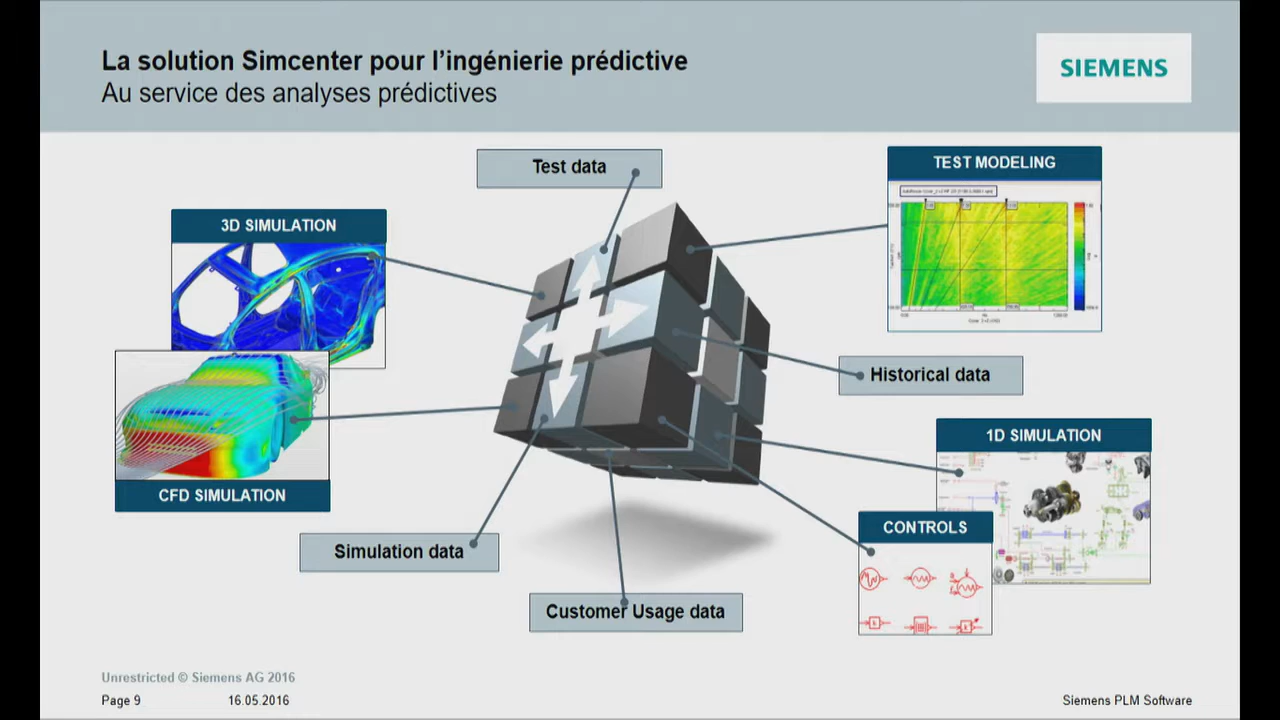 La solution Simcenter pour l’ingénierie prédictive
Au service des analyses prédictives
SIEMENS
Test data
TEST MODELING
3D SIMULATION
Historical data
1D SIMULATION
CFD SIMULATION
CONTROLS
Simulation data
Customer Usage data
Unrestricted © Siemens AG 2016
Page 9
16.05.2016
Siemens PLM Software